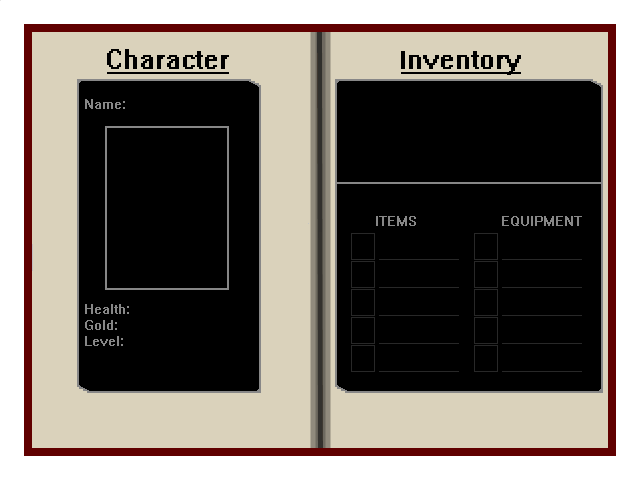 Character
Name:
Health:
Gold:
Level:
Inventory
ITEMS
EQUIPMENT